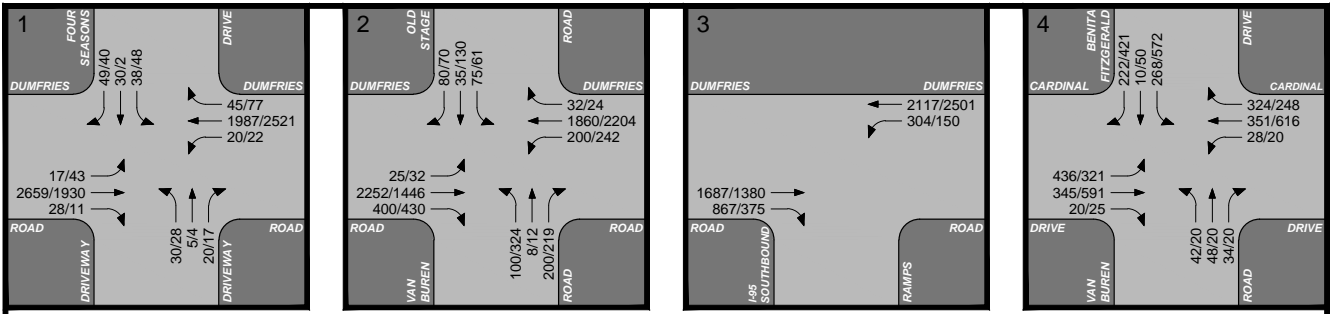 1
FOUR
SEASONS
DRIVE
DUMFRIES
DUMFRIES
49/40
30/2
38/48
45/77
1987/2521
20/22
17/43
2659/1930
28/11
30/28
5/4
20/17
ROAD
ROAD
DRIVEWAY
DRIVEWAY
2
OLD
STAGE
ROAD
DUMFRIES
DUMFRIES
80/70
35/130
75/61
32/24
1860/2204
200/242
25/32
2252/1446
400/430
100/324
8/12
200/219
ROAD
ROAD
VAN
BUREN
ROAD
3
DUMFRIES
DUMFRIES
2117/2501
304/150
1687/1380
867/375
ROAD
ROAD
I-95
SOUTHBOUND
RAMPS
4
BENITA
FITZGERALD
DRIVE
CARDINAL
CARDINAL
222/421
10/50
268/572
324/248
351/616
28/20
436/321
345/591
20/25
42/20
48/20
34/20
DRIVE
DRIVE
VAN
BUREN
ROAD